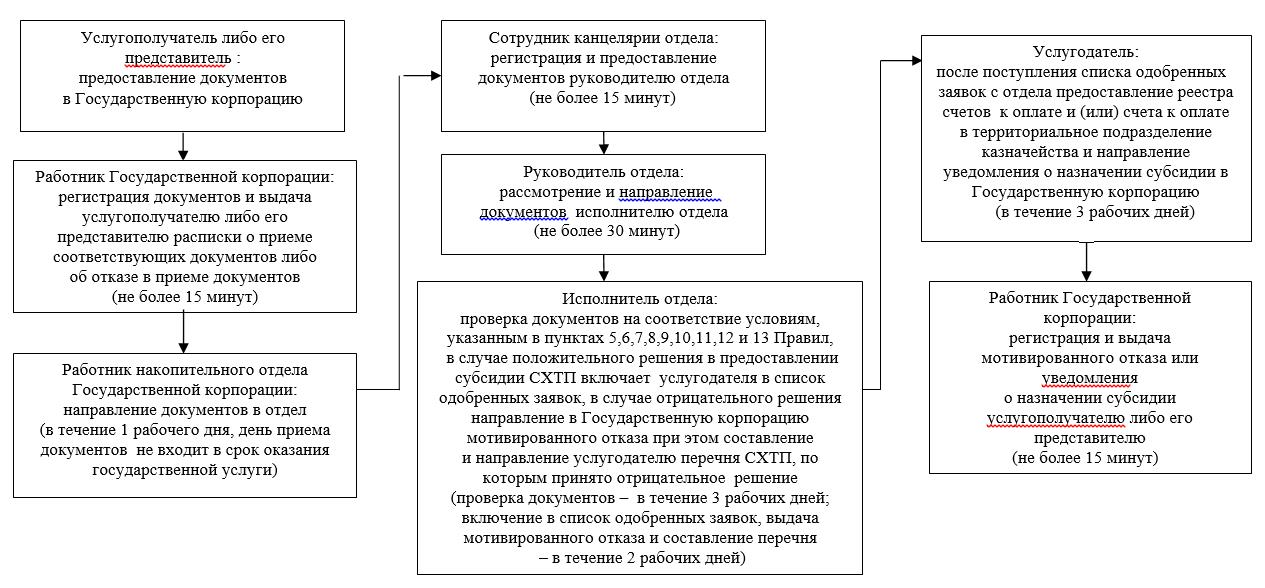 Услугополучатель либо его
представитель :
предоставление документов
в Государственную корпорацию
Работник Государственной корпорации:
регистрация документов и выдача
услугополучателю либо его
представителю расписки о приеме
соответствующих документов либо
об отказе в приеме документов
(не более 15 минут)
Работник накопительного отдела
Государственной корпорации:
направление документов в отдел
(в течение 1 рабочего дня, день приема
документов не входит в срок оказания
государственной услуги)
Сотрудник канцелярии отдела:
регистрация и предоставление
документов руководителю отдела
(не более 15 минут)
Руководитель отдела:
рассмотрение и направление
документов исполнителю отдела
(не более 30 минут)
Исполнитель отдела:
проверка документов на соответствие условиям,
указанным в пунктах 5,6,7,8,9,10,11,12 и 13 Правил,
в случае положительного решения в предоставлении
субсидии СХТП включает услугодателя в список
одобренных заявок, в случае отрицательного решения
направление в Государственную корпорацию
мотивированного отказа при этом составление
и направление услугодателю перечня СХТП, по
которым принято отрицательное решение
(проверка документов – в течение 3 рабочих дней;
включение в список одобренных заявок, выдача
мотивированного отказа и составление перечня
– в течение 2 рабочих дней)
Услугодатель:
после поступления списка одобренных
заявок с отдела предоставление реестра
счетов к оплате и (или) счета к оплате
в территориальное подразделение
казначейства и направление
уведомления о назначении субсидии в
Государственную корпорацию
(в течение 3 рабочих дней)
Работник Государственной
корпорации:
регистрация и выдача
мотивированного отказа или
уведомления
о назначении субсидии
услугополучателю либо его
представителю
(не более 15 минут)